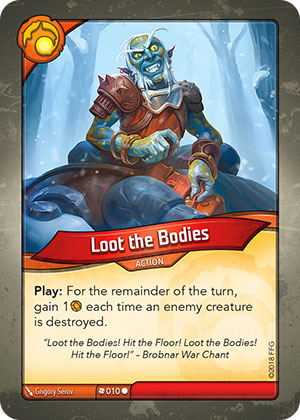 Loot the Bodies
ACTION
Play: For the remainder of the turn,
gain 1 each time an enemy creature
is destroyed.
"Loot the Bodies! Hit the Floor! Loot the Bodies!
Hit the Floor!" - Brobnar War Chant
Grigory Serov
010
©2018 FFG